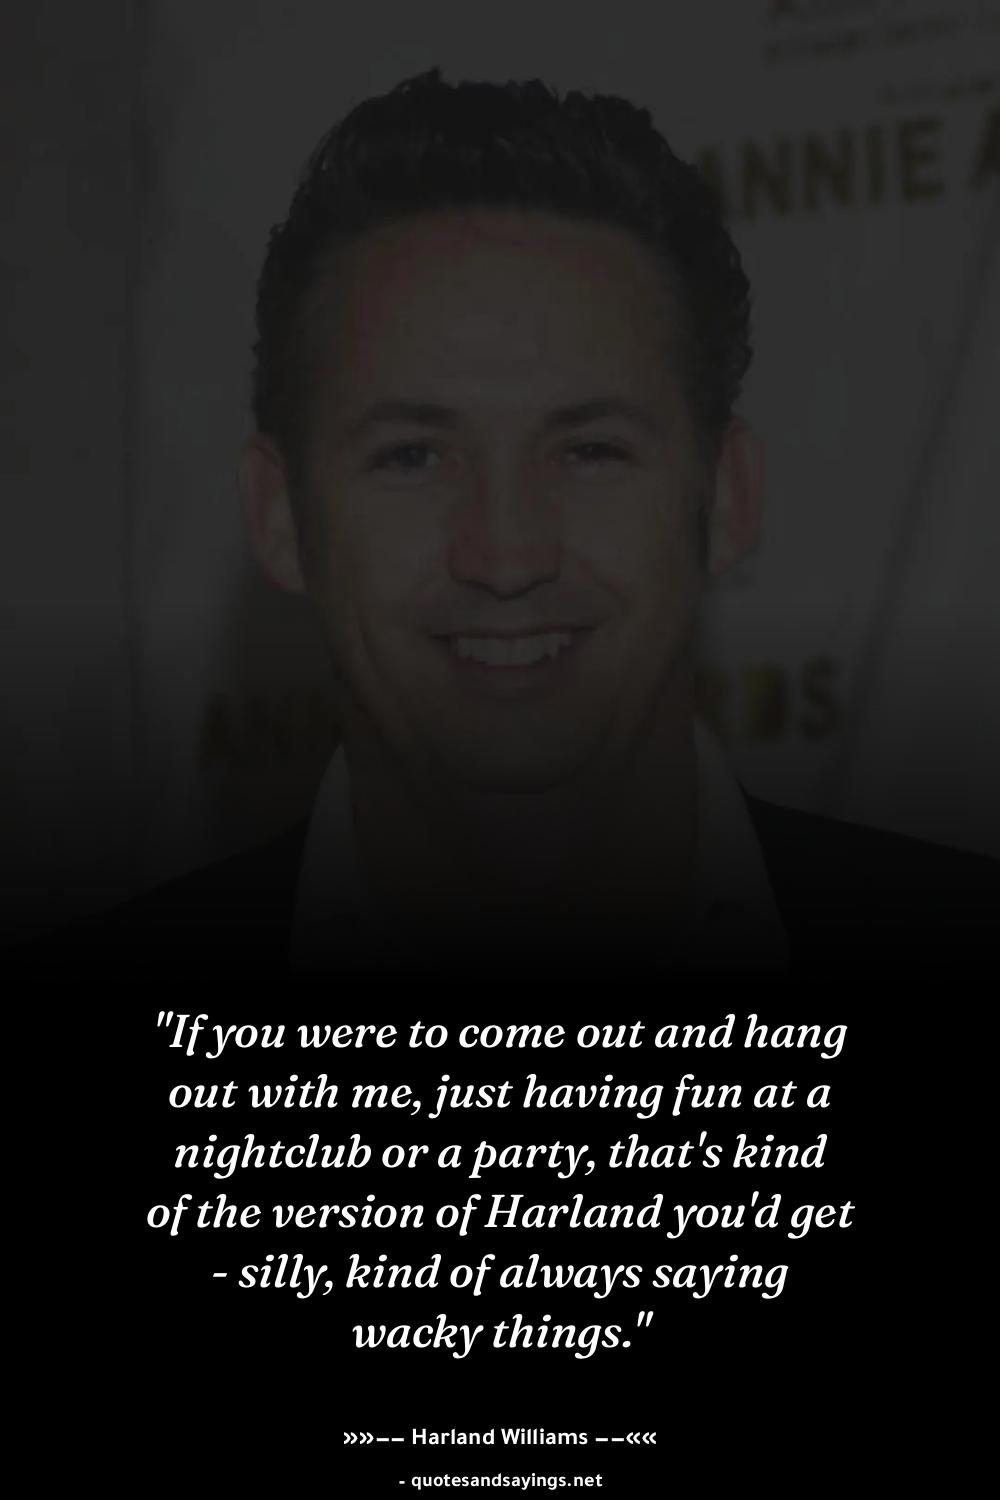 ANNIE A
RDS
"If you were to come out and hang
out with me, just having fun at a
nightclub or a party, that's kind
of the version of Harland you'd get
- silly, kind of always saying
wacky things."
»»–– Harland Williams ––««
- quotesandsayings.net